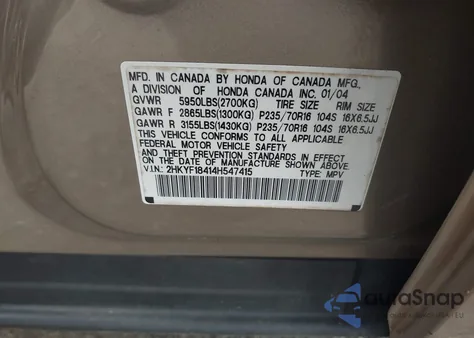 MFD. IN CANADA BY HONDA OF CANADA MFG.,
A DIVISION OF HONDA CANADA INC. 01/04
GVWR 5950LBS(2700KG) TIRE SIZE RIM SIZE
GAWR F 2865LBS(1300KG) P235/70R16 104S 16X6.5JJ
GAWR R 3155LBS(1430KG) P235/70R16 104S 16X6.5JJ
THIS VEHICLE CONFORMS TO ALL APPLICABLE
FEDERAL MOTOR VEHICLE SAFETY STANDARDS IN
EFFECT ON THE DATE OF MANUFACTURE SHOWN ABOVE.
V.I.N.: 2HKYF18414H547415 TYPE: MPV
autoSnap